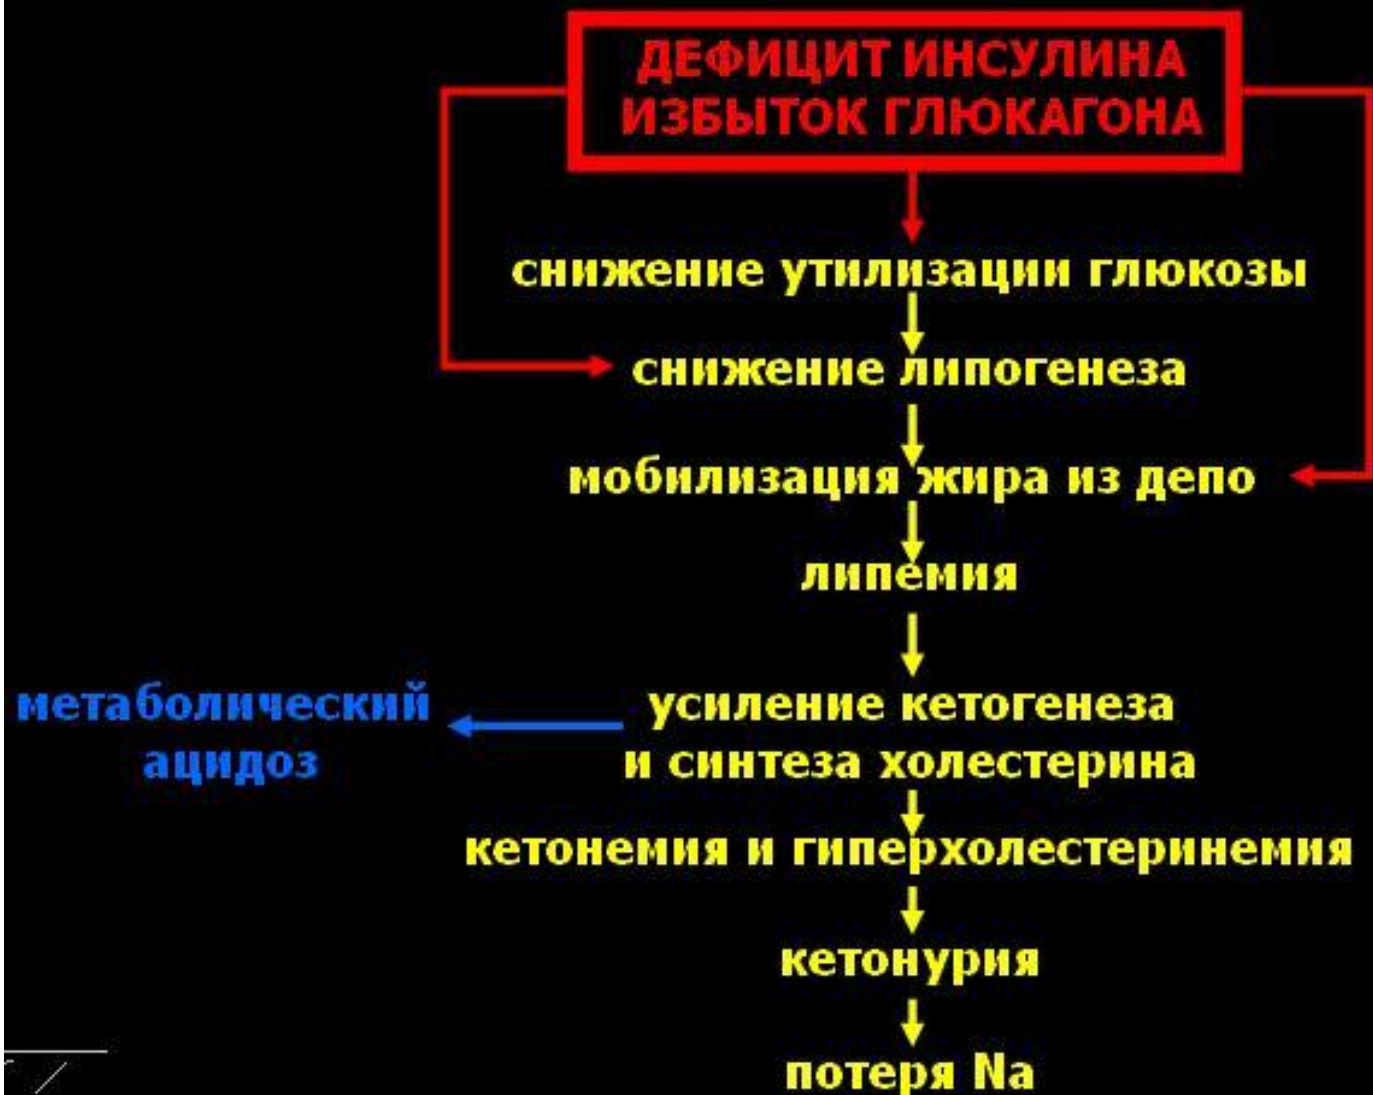 ДЕФИЦИТ ИНСУЛИНА
ИЗБЫТОК ГЛЮКАГОНА
снижение утилизации глюкозы
снижение липогенеза
мобилизация жира из депо
липемия
усиление кетогенеза
и синтеза холестерина
метаболический
ацидоз
кетонемия и гиперхолестеринемия
кетонурия
потеря Na